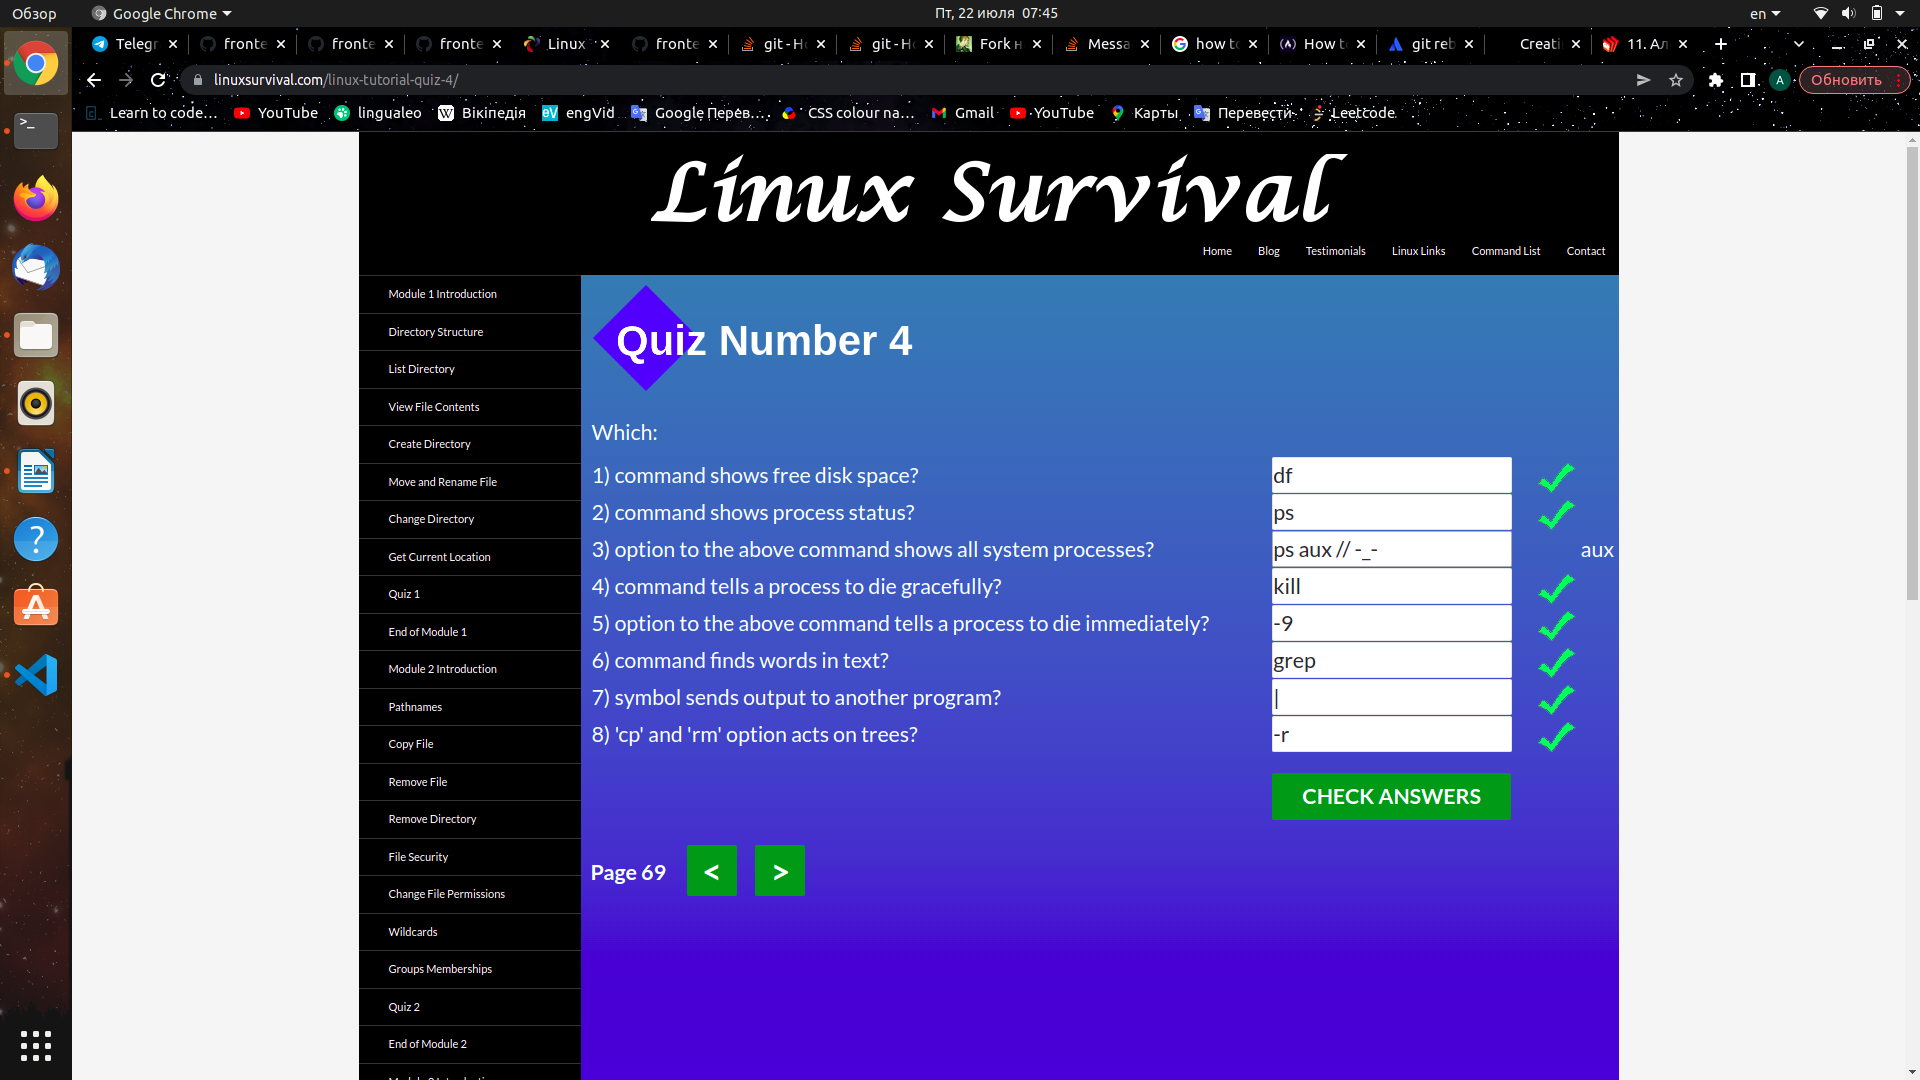 Обзор
Google Chrome
Пт, 22 июля 07:45
en
Telegr
fronte
fronte
fronte
Linux
fronte
git - Ho
git - Ho
Fork н
Messa
how to
How to
git reb
Creati
11. Ал
linuxsurvival.com/linux-tutorial-quiz-4/
A
Обновить
Learn to code...
YouTube
lingualeo
Вікіпедія
engVid
Google Перев...
CSS colour na...
Gmail
YouTube
Карты
Перевести
Leetcode
Linux Survival
Home
Blog
Testimonials
Linux Links
Command List
Contact
Module 1 Introduction
Directory Structure
List Directory
View File Contents
Create Directory
Move and Rename File
Change Directory
Get Current Location
Quiz 1
End of Module 1
Module 2 Introduction
Pathnames
Copy File
Remove File
Remove Directory
File Security
Change File Permissions
Wildcards
Groups Memberships
Quiz 2
End of Module 2
Quiz Number 4
Which:
1) command shows free disk space? df
2) command shows process status? ps
3) option to the above command shows all system processes? ps aux // -_- aux
4) command tells a process to die gracefully? kill
5) option to the above command tells a process to die immediately? -9
6) command finds words in text? grep
7) symbol sends output to another program? |
8) 'cp' and 'rm' option acts on trees? -r
CHECK ANSWERS
Page 69 < >